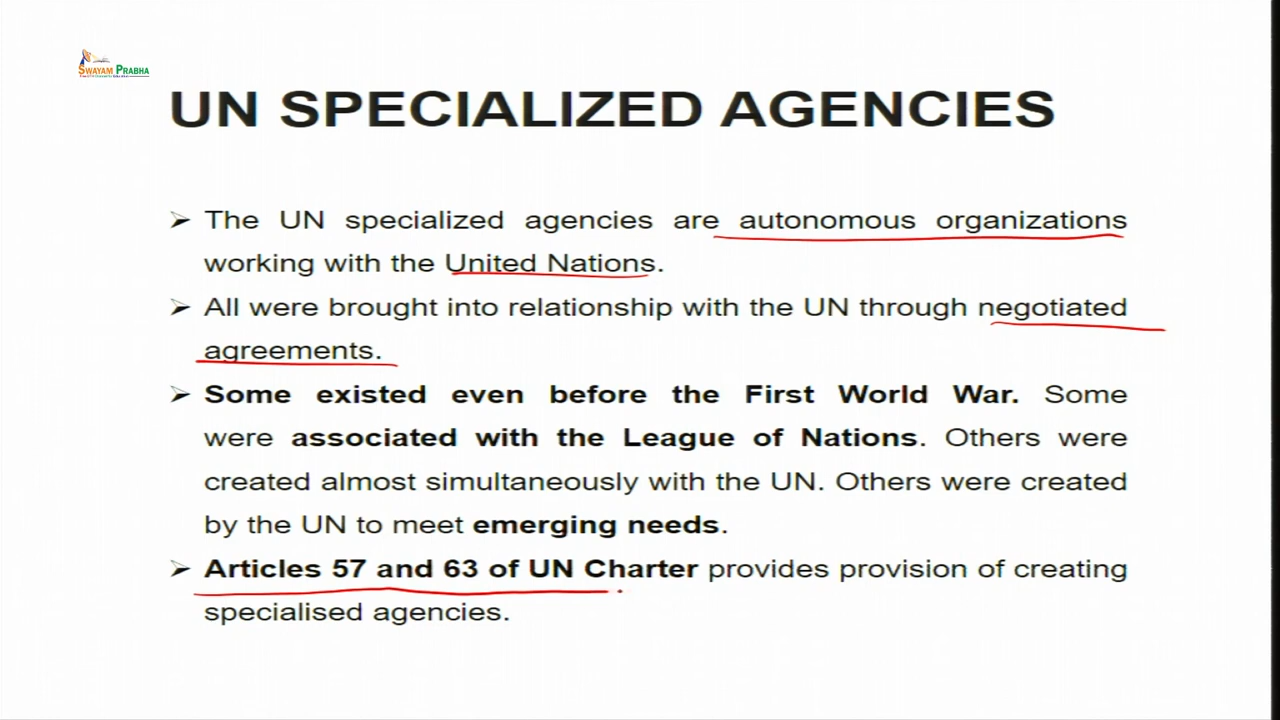 SWAYAM PRABHA
UN SPECIALIZED AGENCIES
➢ The UN specialized agencies are autonomous organizations
working with the United Nations.
➢ All were brought into relationship with the UN through negotiated
agreements.
➢ Some existed even before the First World War. Some
were associated with the League of Nations. Others were
created almost simultaneously with the UN. Others were created
by the UN to meet emerging needs.
➢ Articles 57 and 63 of UN Charter provides provision of creating
specialised agencies.